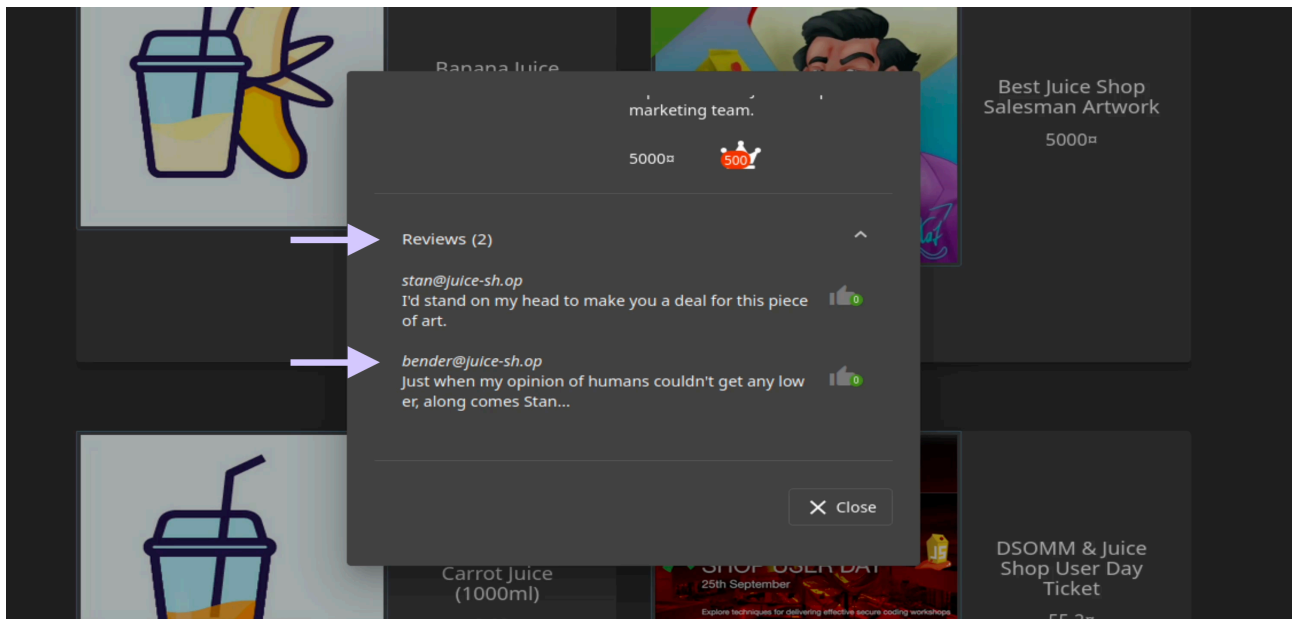 Banana Juice
Best Juice Shop
Salesman Artwork
5000¤
marketing team.
5000¤
500
Reviews (2)
stan@juice-sh.op
I'd stand on my head to make you a deal for this piece
of art.
0
bender@juice-sh.op
Just when my opinion of humans couldn't get any low
er, along comes Stan...
0
Close
Carrot Juice
(1000ml)
JS
SHOP USER DAY
25th September
Explore techniques for delivering effective secure coding workshops
DSOMM & Juice
Shop User Day
Ticket